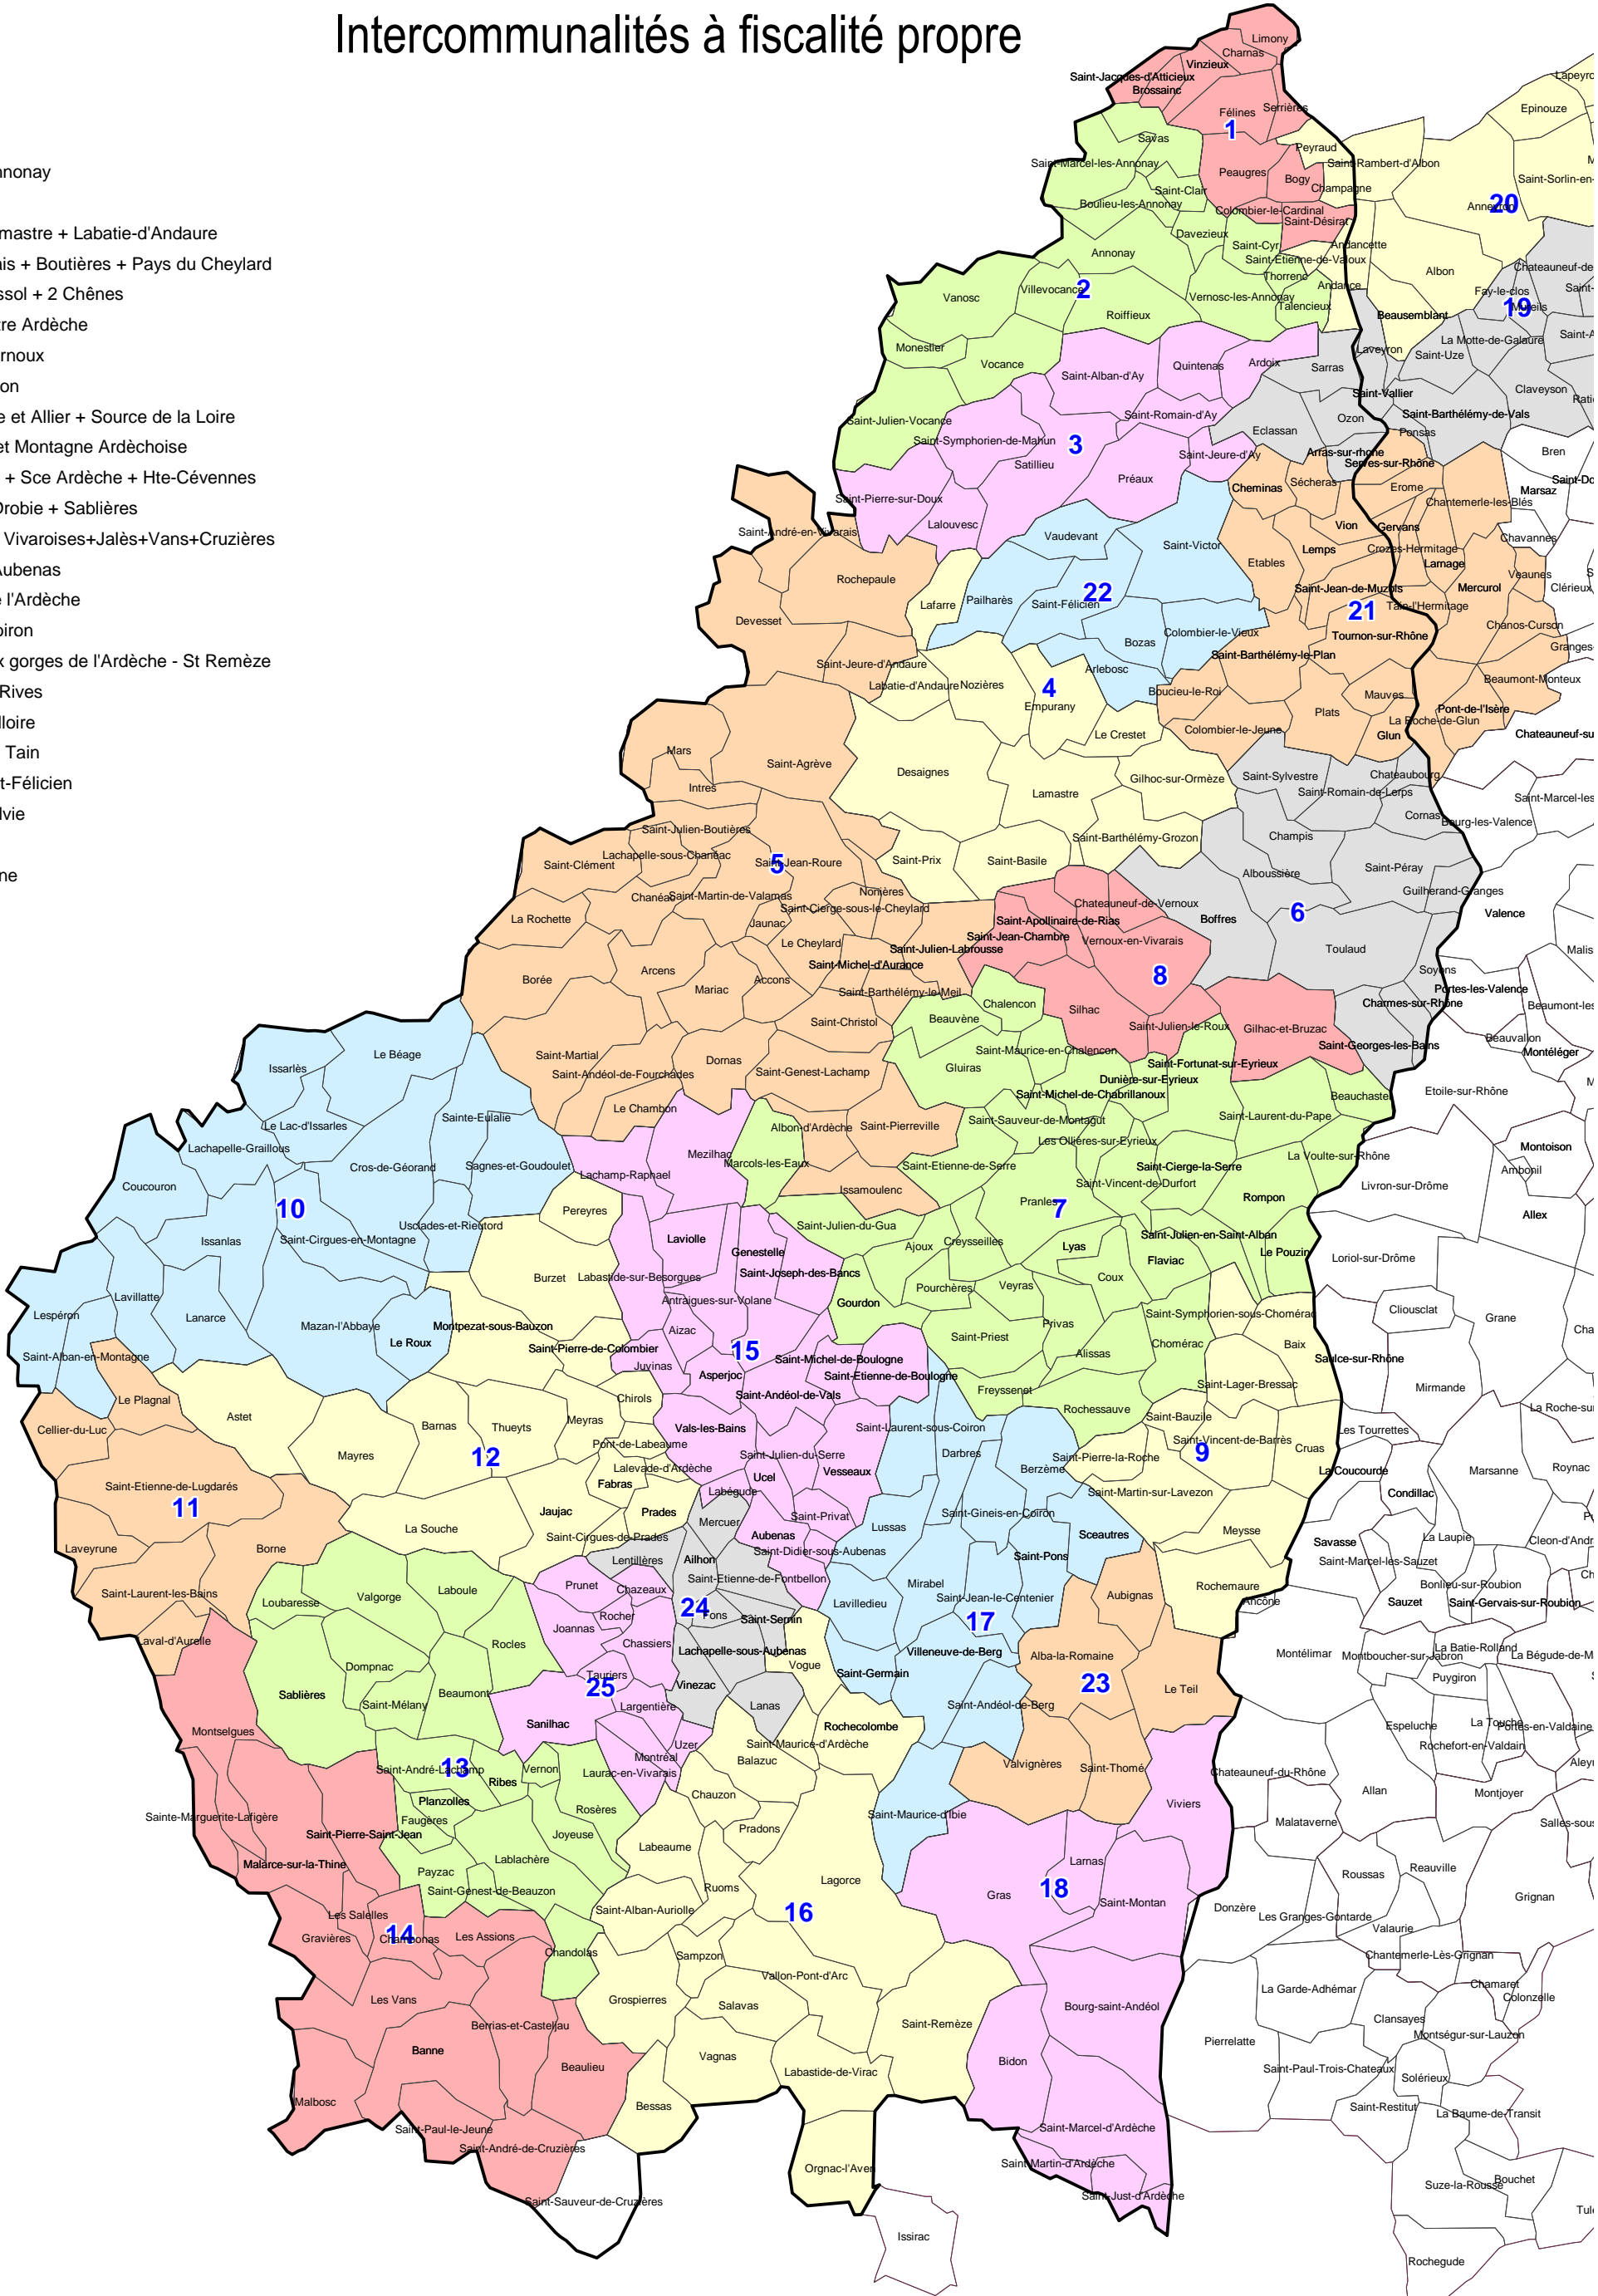 Intercommunalités à fiscalité propre
nnonay
mastre + Labatie-d'Andaure
ais + Boutières + Pays du Cheylard
ssol + 2 Chênes
re Ardèche
rnoux
on
e et Allier + Source de la Loire
et Montagne Ardèchoise
+ Sce Ardèche + Hte-Cévennes
Drobie + Sablières
Vivaroises+Jalès+Vans+Cruzières
Aubenas
e l'Ardèche
oiron
x gorges de l'Ardèche - St Remèze
Rives
lloire
Tain
t-Félicien
lvie
ne
Limony
Charnas
Vinzieux
Saint-Jacques-d'Atticieux
Brossainc
Félines
Serrières
1
Savas
Peyraud
Saint-Marcel-les-Annonay
Peaugres
Bogy
Champagne
Saint-Clair
Boulieu-les-Annonay
Colombier-le-Cardinal
Saint-Désirat
Davezieux
Saint-Cyr
Annonay
Saint-Etienne-de-Valoux
Andancette
Thorrenc
Andance
Villevocance
2
Vanosc
Vernosc-les-Annonay
Talencieux
Roiffieux
Monestier
Vocance
Saint-Rambert-d'Albon
Epinouze
Lapeyro
Saint-Sorlin-en-
Anneyron
20
Albon
Chateauneuf-de
Fay-le-clos
Saint-
Mureils
19
Beausemblant
La Motte-de-Galaure
Saint-A
Laveyron
Saint-Uze
Sarras
Saint-Vallier
Claveyson
Ratiè
Saint-Barthélémy-de-Vals
Ponsas
Saint-Alban-d'Ay
Quintenas
Ardoix
Saint-Romain-d'Ay
Ozon
Eclassan
Arras-sur-rhone
Serves-sur-Rhône
Bren
Saint-Julien-Vocance
Saint-Symphorien-de-Mahun
3
Satillieu
Saint-Jeure-d'Ay
Préaux
Cheminas
Sécheras
Erome
Marsaz
Saint-Do
Chantemerle-les-Blés
Saint-Pierre-sur-Doux
Lalouvesc
Vaudevant
Saint-Victor
Vion
Gervans
Chavannes
Saint-André-en-Vivarais
Lemps
Crozes-Hermitage
Etables
Larnage
Veaunes
Rochepaule
Saint-Jean-de-Muzols
Mercurol
Clérieux
Lafarre
Pailharès
22
Saint-Félicien
21
Tain-l'Hermitage
Chanos-Curson
Devesset
Bozas
Colombier-le-Vieux
Tournon-sur-Rhône
Granges-
Saint-Jeure-d'Andaure
Saint-Barthélémy-le-Plan
Arlebosc
Beaumont-Monteux
Labatie-d'Andaure
Nozières
4
Empurany
Boucieu-le-Roi
Mauves
Pont-de-l'Isère
Plats
La Roche-de-Glun
Le Crestet
Colombier-le-Jeune
Glun
Chateauneuf-su
Mars
Saint-Agrève
Desaignes
Gilhoc-sur-Ormèze
Saint-Sylvestre
Chateaubourg
Intres
Lamastre
Saint-Romain-de-Lerps
Saint-Marcel-les
Cornas
Bourg-les-Valence
Saint-Julien-Boutières
Saint-Barthélémy-Grozon
Champis
Lachapelle-sous-Chanéac
Saint-Clément
5
Saint-Jean-Roure
Saint-Prix
Saint-Basile
Saint-Péray
Alboussière
Nonières
Guilherand-Granges
Chanéac
Saint-Martin-de-Valamas
Chateauneuf-de-Vernoux
Saint-Cierge-sous-le-Cheylard
6
Valence
La Rochette
Jaunac
Saint-Apollinaire-de-Rias
Boffres
Saint-Jean-Chambre
Vernoux-en-Vivarais
Le Cheylard
Saint-Julien-Labrousse
Toulaud
Malis
Saint-Michel-d'Aurance
Soyons
Borée
Arcens
Accons
8
Mariac
Saint-Barthélémy-le-Meil
Portes-les-Valence
Chalencon
Silhac
Charmes-sur-Rhône
Beaumont-les
Saint-Christol
Beauvène
Saint-Julien-le-Roux
Gilhac-et-Bruzac
Beauvallon
Saint-Georges-les-Bains
Montéléger
Le Béage
Saint-Martial
Dornas
Saint-Maurice-en-Chalencon
Issarlès
Saint-Andéol-de-Fourchades
Saint-Genest-Lachamp
Gluiras
Saint-Fortunat-sur-Eyrieux
Dunière-sur-Eyrieux
Saint-Michel-de-Chabrillanoux
Etoile-sur-Rhône
Beauchastel
Le Chambon
Saint-Laurent-du-Pape
Sainte-Eulalie
Saint-Sauveur-de-Montagut
Le Lac-d'Issarles
Albon-d'Ardèche
Saint-Pierreville
Les Ollières-sur-Eyrieux
Lachapelle-Graillous
Mezilhac
Montoison
La Voulte-sur-Rhône
Marcols-les-Eaux
Saint-Etienne-de-Serre
Saint-Cierge-la-Serre
Cros-de-Géorand
Sagnes-et-Goudoulet
Lachamp-Raphael
Ambonil
Coucouron
Saint-Vincent-de-Durfort
Livron-sur-Drôme
Issamoulenc
Rompon
10
Pereyres
Pranles
7
Allex
Usclades-et-Rieutord
Saint-Julien-du-Gua
Issanlas
Saint-Cirgues-en-Montagne
Laviolle
Genestelle
Ajoux
Creysseilles
Lyas
Saint-Julien-en-Saint-Alban
Le Pouzin
Flaviac
Loriol-sur-Drôme
Burzet
Labastide-sur-Besorgues
Saint-Joseph-des-Bancs
Coux
Lavillatte
Pourchères
Veyras
Antraigues-sur-Volane
Gourdon
Lespéron
Lanarce
Mazan-l'Abbaye
Saint-Symphorien-sous-Chomérac
Cliousclat
Grane
Montpezat-sous-Bauzon
Aizac
Privas
Le Roux
Saint-Priest
Chomérac
Baix
Saint-Pierre-de-Colombier
15
Saint-Alban-en-Montagne
Juvinas
Saint-Michel-de-Boulogne
Alissas
Saulce-sur-Rhône
Asperjoc
Saint-Etienne-de-Boulogne
Saint-Lager-Bressac
Mirmande
Le Plagnal
Chirols
Saint-Andéol-de-Vals
Freyssenet
Rochessauve
La Roche-sur
Astet
Barnas
Thueyts
Meyras
Saint-Bauzile
Cellier-du-Luc
Vals-les-Bains
Saint-Laurent-sous-Coiron
Les Tourrettes
Pont-de-Labeaume
Saint-Vincent-de-Barrès
Mayres
12
Saint-Julien-du-Serre
Darbres
Saint-Pierre-la-Roche
9
Cruas
Lalevade-d'Ardèche
Berzème
La Coucourde
Marsanne
Roynac
Saint-Etienne-de-Lugdarés
Fabras
Ucel
Vesseaux
Labégude
Saint-Martin-sur-Lavezon
Condillac
11
Jaujac
Prades
Saint-Privat
Saint-Gineis-en-Coiron
La Souche
Mercuer
Lussas
Meysse
Aubenas
Sceautres
Savasse
La Laupie
Cleon-d'Andr
Saint-Cirgues-de-Prades
Laveyrune
Borne
Saint-Didier-sous-Aubenas
Saint-Pons
Saint-Marcel-les-Sauzet
Lentillères
Ailhon
Saint-Etienne-de-Fontbellon
Mirabel
Rochemaure
Bonlieu-sur-Roubion
Saint-Laurent-les-Bains
Valgorge
Laboule
Prunet
Chazeaux
Aubignas
Saint-Jean-le-Centenier
Loubaresse
Lavilledieu
Ancone
Sauzet
Saint-Gervais-sur-Roubion
24
Fons
Saint-Sernin
17
Rocher
Joannas
Laval-d'Aurelle
Rocles
Chassiers
Lachapelle-sous-Aubenas
Villeneuve-de-Berg
Alba-la-Romaine
Montélimar
Montboucher-sur-Jabron
La Batie-Rolland
La Bégude-de-M
Dompnac
Vogue
Saint-Germain
Tauriers
Puygiron
Vinezac
25
23
Le Teil
Sablières
Beaumont
Saint-Mélany
Largentière
Lanas
Saint-Andéol-de-Berg
Sanilhac
Montselgues
Rochecolombe
Espeluche
La Touche
Portes-en-Valdaine
Uzer
Saint-Maurice-d'Ardèche
Rochefort-en-Valdain
Montréal
Balazuc
13
Saint-André-Lachamp
Vernon
Laurac-en-Vivarais
Valvignères
Saint-Thomé
Chateauneuf-du-Rhône
Aleyr
Ribes
Allan
Montjoyer
Planzolles
Chauzon
Rosères
Viviers
Sainte-Marguerite-Lafigère
Faugères
Saint-Maurice-d'Ibie
Malataverne
Salles-sous
Saint-Pierre-Saint-Jean
Pradons
Joyeuse
Labeaume
Malarce-sur-la-Thine
Lablachère
Larnas
Payzac
Lagorce
Roussas
Reauville
Ruoms
Saint-Genest-de-Beauzon
Gras
18
Saint-Montan
Grignan
Saint-Alban-Auriolle
16
Donzère
Les Salelles
Les Granges-Gontarde
Valaurie
Gravières
14
Chambonas
Les Assions
Chandolas
Sampzon
Chantemerle-Lès-Grignan
Vallon-Pont-d'Arc
Chamaret
La Garde-Adhémar
Les Vans
Grospierres
Salavas
Bourg-saint-Andéol
Colonzelle
Berrias-et-Casteljau
Saint-Remèze
Clansayes
Montségur-sur-Lauzon
Banne
Vagnas
Pierrelatte
Beaulieu
Labastide-de-Virac
Bidon
Saint-Paul-Trois-Chateaux
Solérieux
Malbosc
Bessas
Saint-Restitut
La Baume-de-Transit
Saint-Paul-le-Jeune
Saint-Marcel-d'Ardèche
Saint-André-de-Cruzières
Saint-Martin-d'Ardèche
Orgnac-l'Aven
Suze-la-Rousse
Bouchet
Saint-Just-d'Ardèche
Saint-Sauveur-de-Cruzières
Tule
Issirac
Rochegude